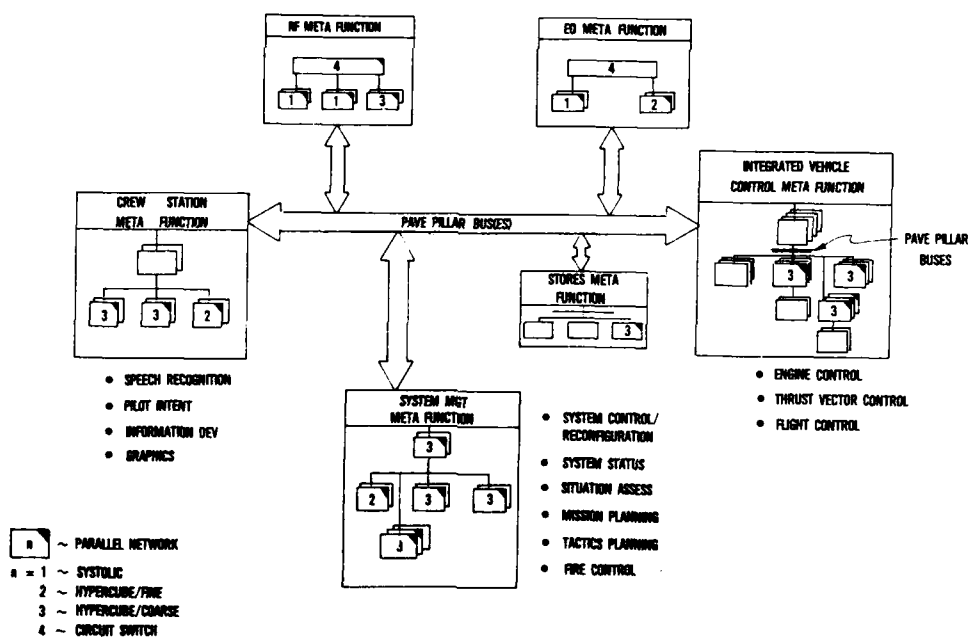 RF META FUNCTION
4
1 1 3
EO META FUNCTION
4
1 2
CREW STATION
META FUNCTION
3 3 2
• SPEECH RECOGNITION
• PILOT INTENT
• INFORMATION DEV
• GRAPHICS
PAVE PILLAR BUS(ES)
INTEGRATED VEHICLE
CONTROL META FUNCTION
3 3
3
PAVE PILLAR
BUSES
• ENGINE CONTROL
• THRUST VECTOR CONTROL
• FLIGHT CONTROL
STORES META
FUNCTION
3
SYSTEM MGT
META FUNCTION
3
2 3 3
3
• SYSTEM CONTROL/
RECONFIGURATION
• SYSTEM STATUS
• SITUATION ASSESS
• MISSION PLANNING
• TACTICS PLANNING
• FIRE CONTROL
n ~ PARALLEL NETWORK
n = 1 ~ SYSTOLIC
2 ~ HYPERCUBE/FINE
3 ~ HYPERCUBE/COARSE
4 ~ CIRCUIT SWITCH